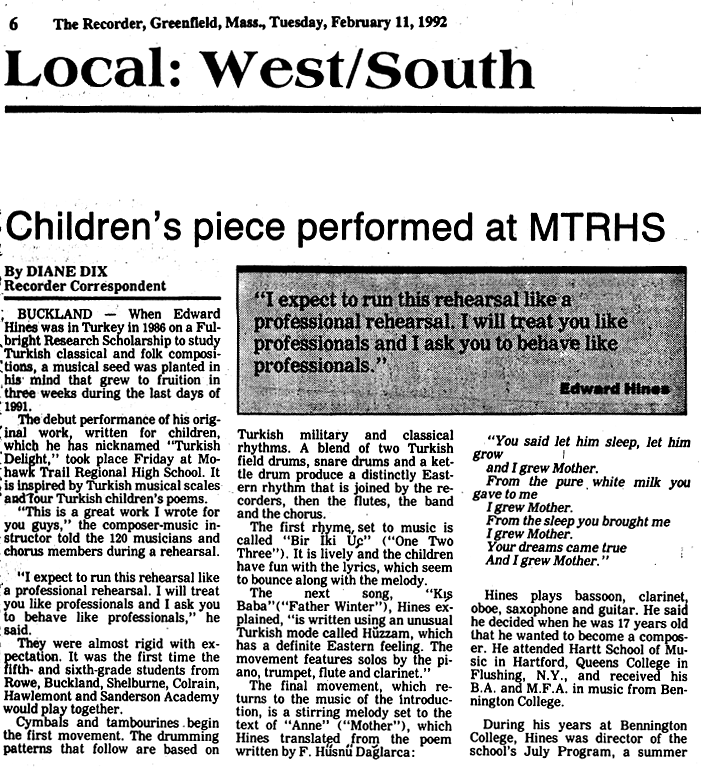 6 The Recorder, Greenfield, Mass., Tuesday, February 11, 1992
Local: West/South
Children's piece performed at MTRHS
By DIANE DIX
Recorder Correspondent
BUCKLAND — When Edward
Hines was in Turkey in 1986 on a Ful-
bright Research Scholarship to study
Turkish classical and folk composi-
tions, a musical seed was planted in
his mind that grew to fruition in
three weeks during the last days of
1991.
The debut performance of his orig-
inal work, written for children,
which he has nicknamed "Turkish
Delight," took place Friday at Mo-
hawk Trail Regional High School. It
is inspired by Turkish musical scales
and four Turkish children's poems.
"This is a great work I wrote for
you guys," the composer-music in-
structor told the 120 musicians and
chorus members during a rehearsal.
"I expect to run this rehearsal like
a professional rehearsal. I will treat
you like professionals and I ask you
to behave like professionals," he
said.
They were almost rigid with ex-
pectation. It was the first time the
fifth- and sixth-grade students from
Rowe, Buckland, Shelburne, Colrain,
Hawlemont and Sanderson Academy
would play together.
Cymbals and tambourines begin
the first movement. The drumming
patterns that follow are based on
"I expect to run this rehearsal like a
professional rehearsal. I will treat you like
professionals and I ask you to behave like
professionals."
Edward Hines
Turkish military and classical
rhythms. A blend of two Turkish
field drums, snare drums and a ket-
tle drum produce a distinctly East-
ern rhythm that is joined by the re-
corders, then the flutes, the band
and the chorus.
The first rhyme set to music is
called "Bir Iki Üç" ("One Two
Three"). It is lively and the children
have fun with the lyrics, which seem
to bounce along with the melody.
The next song, "Kış
Baba"("Father Winter"), Hines ex-
plained, "is written using an unusual
Turkish mode called Hüzzam, which
has a definite Eastern feeling. The
movement features solos by the pi-
ano, trumpet, flute and clarinet."
The final movement, which re-
turns to the music of the introduc-
tion, is a stirring melody set to the
text of "Anne" ("Mother"), which
Hines translated from the poem
written by F. Hüsnü Dağlarca:
"You said let him sleep, let him
grow
and I grew Mother.
From the pure white milk you
gave to me
I grew Mother.
From the sleep you brought me
I grew Mother.
Your dreams came true
And I grew Mother."
Hines plays bassoon, clarinet,
oboe, saxophone and guitar. He said
he decided when he was 17 years old
that he wanted to become a compos-
er. He attended Hartt School of Mu-
sic in Hartford, Queens College in
Flushing, N.Y., and received his
B.A. and M.F.A. in music from Ben-
nington College.
During his years at Bennington
College, Hines was director of the
school's July Program, a summer